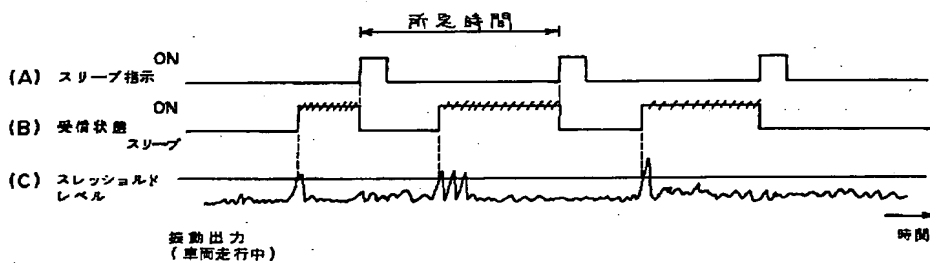 所定時間
ON
(A) スリープ指示
ON
(B) 受信状態
スリープ
(C) スレッショルド
レベル
時間
振動出力
(車両走行中)